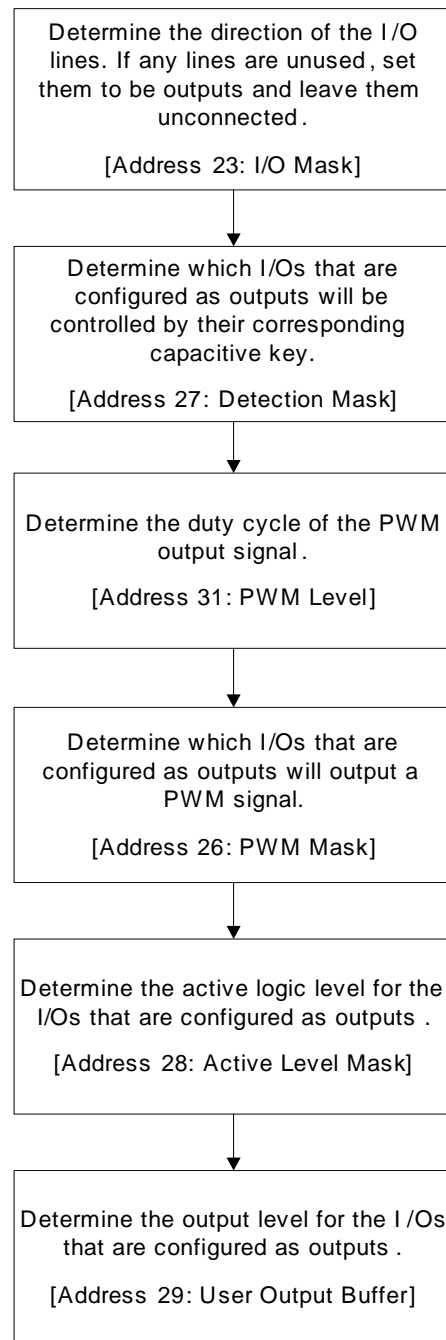 Determine the direction of the I/O
lines. If any lines are unused, set
them to be outputs and leave them
unconnected.
[Address 23: I/O Mask]
Determine which I/Os that are
configured as outputs will be
controlled by their corresponding
capacitive key.
[Address 27: Detection Mask]
Determine the duty cycle of the PWM
output signal.
[Address 31: PWM Level]
Determine which I/Os that are
configured as outputs will output a
PWM signal.
[Address 26: PWM Mask]
Determine the active logic level for the
I/Os that are configured as outputs.
[Address 28: Active Level Mask]
Determine the output level for the I/Os
that are configured as outputs.
[Address 29: User Output Buffer]